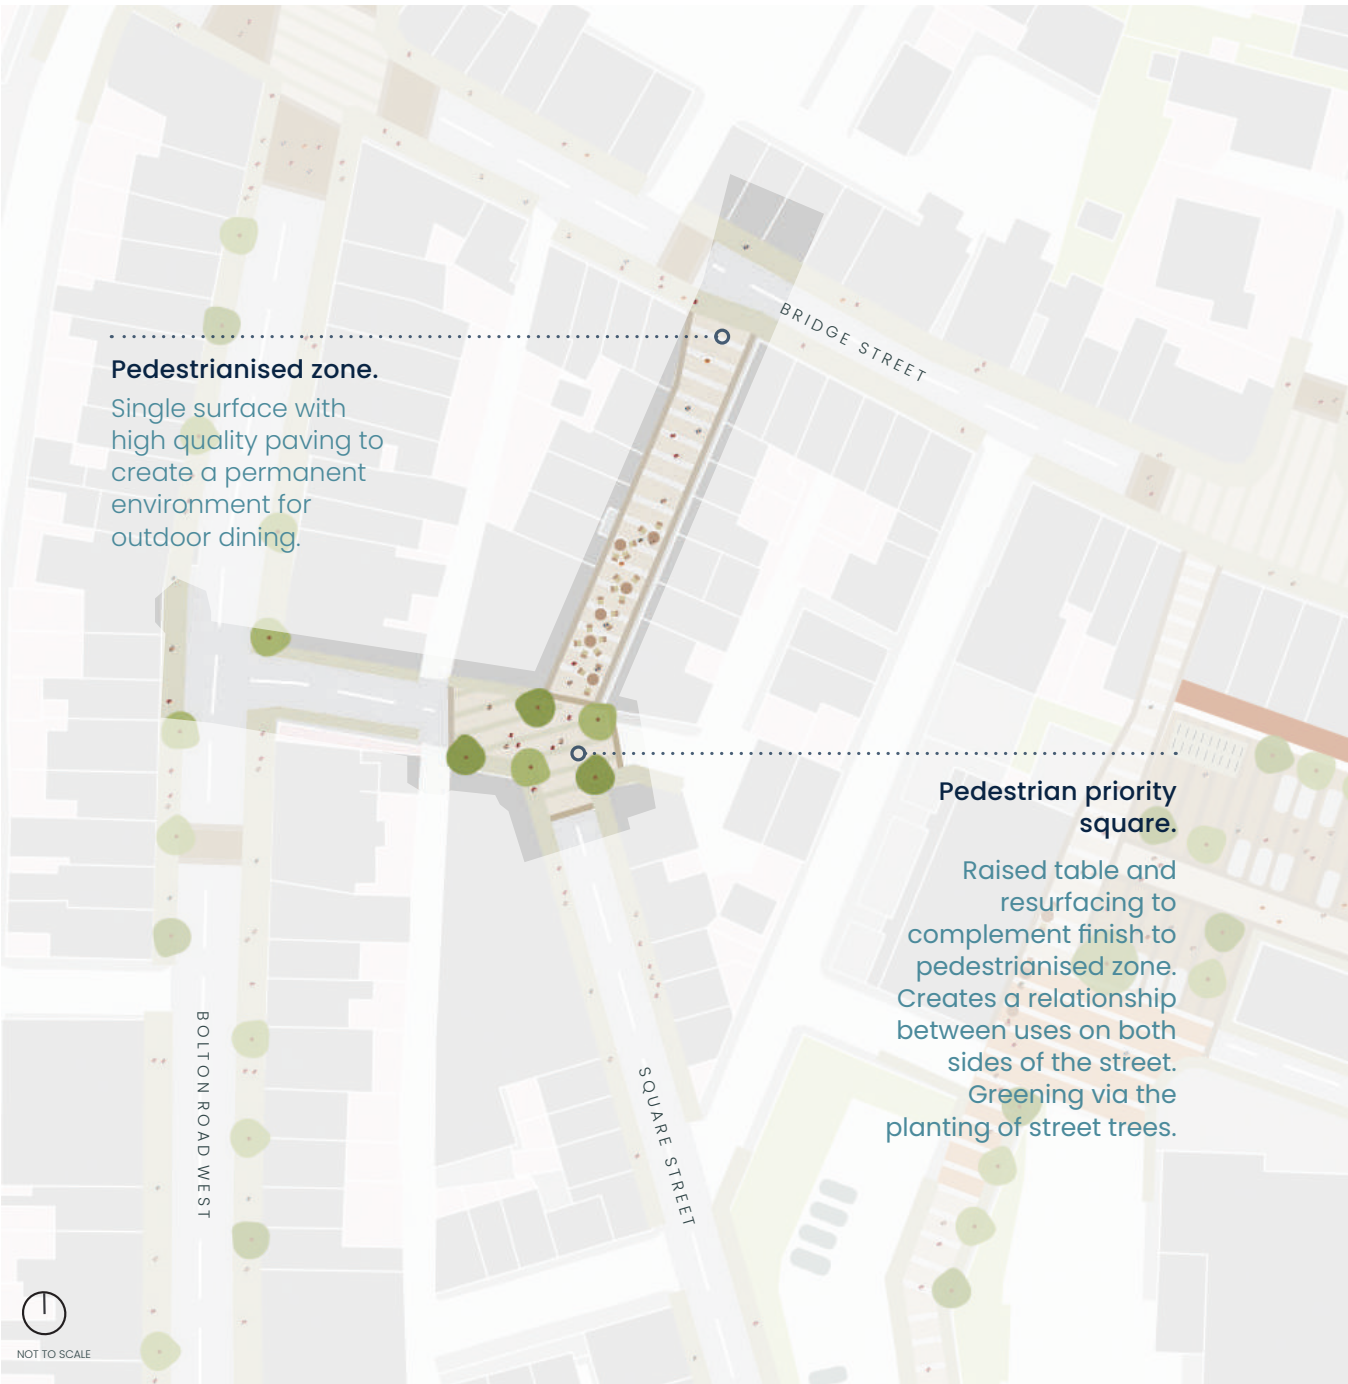 BRIDGE STREET
Pedestrianised zone.
Single surface with
high quality paving to
create a permanent
environment for
outdoor dining.
Pedestrian priority
square.
Raised table and
resurfacing to
complement finish to
pedestrianised zone.
Creates a relationship
between uses on both
sides of the street.
Greening via the
planting of street trees.
BOLTON ROAD WEST
SQUARE STREET
NOT TO SCALE